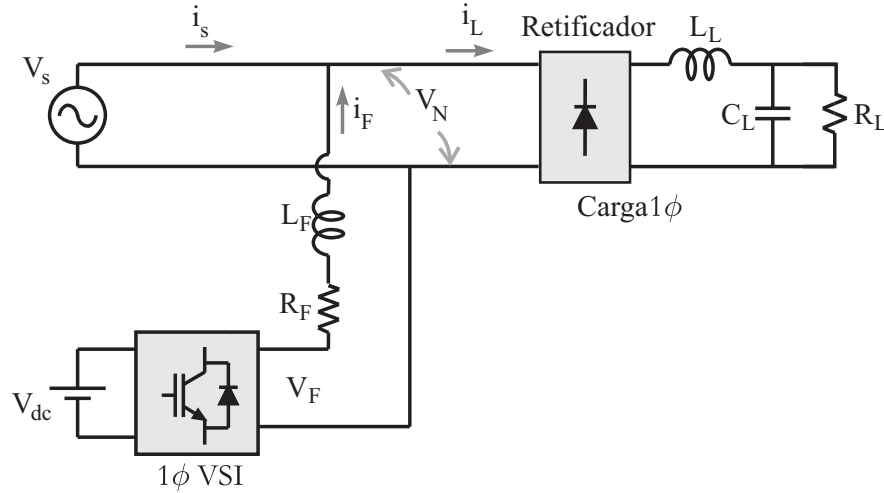 i_s
i_L
Retificador
L_L
V_s
i_F
V_N
C_L
R_L
L_F
Carga1ϕ
R_F
V_dc
V_F
1ϕ VSI